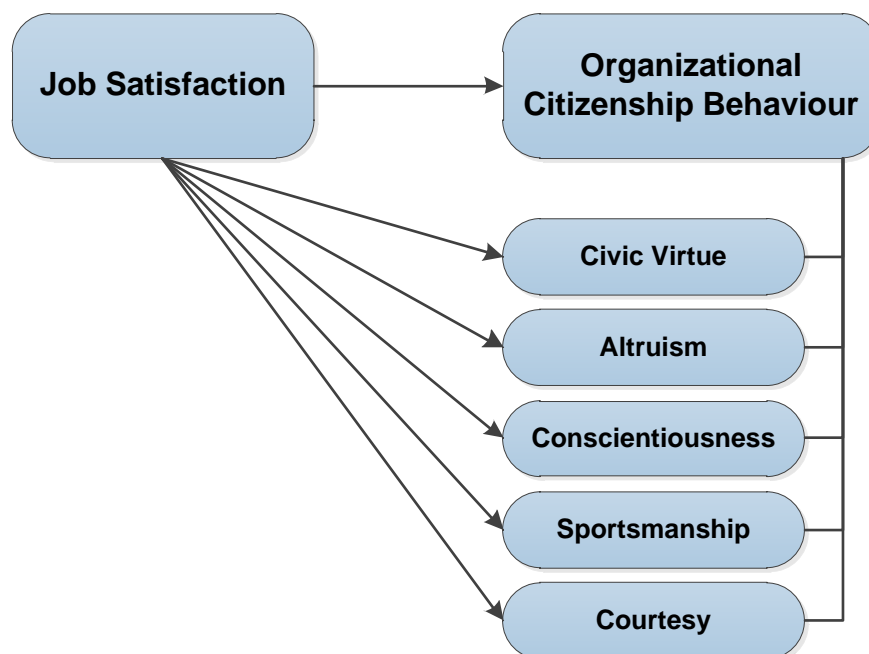 Job Satisfaction
Organizational
Citizenship Behaviour
Civic Virtue
Altruism
Conscientiousness
Sportsmanship
Courtesy